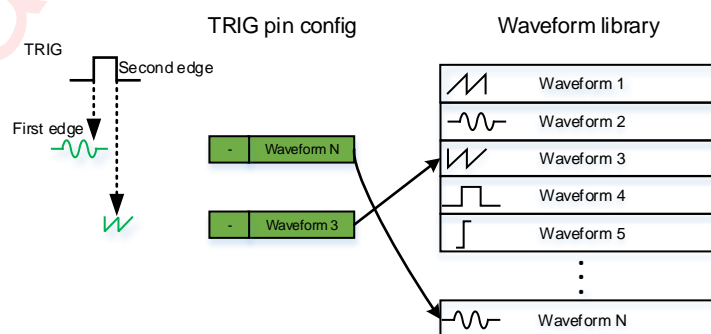 TRIG pin config
Waveform library
TRIG
Second edge
First edge
- Waveform N
- Waveform 3
Waveform 1
Waveform 2
Waveform 3
Waveform 4
Waveform 5
Waveform N